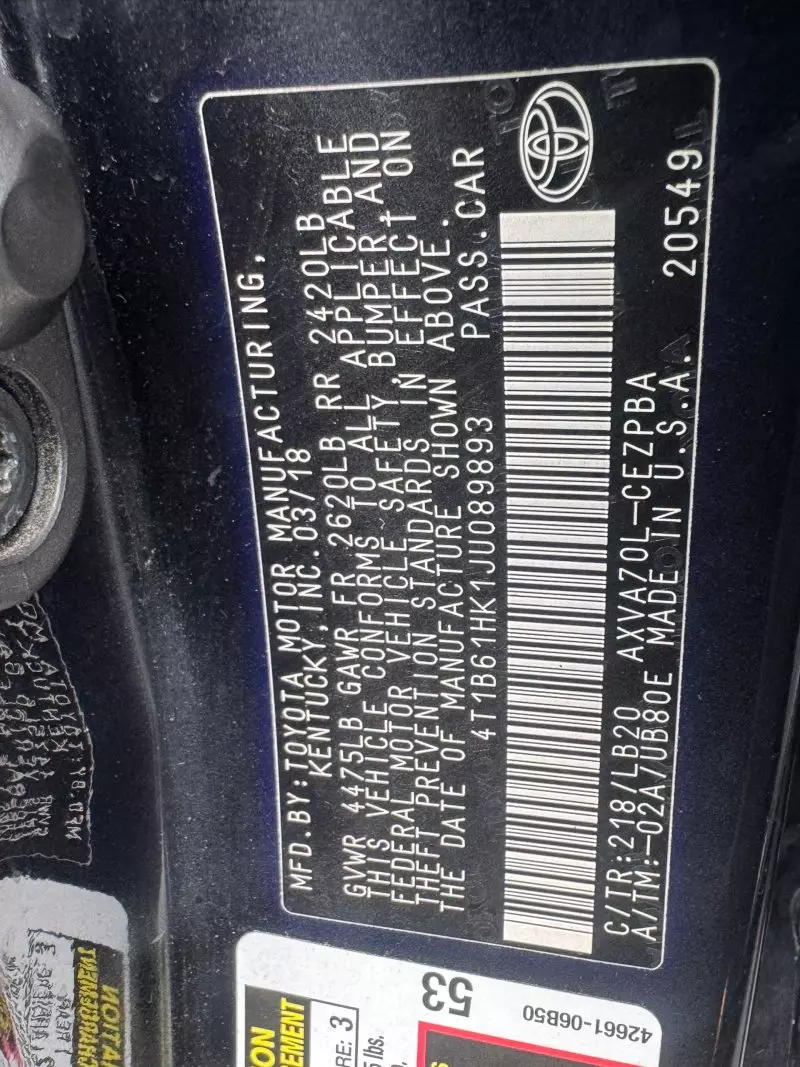 MFD.BY:TOYOTA MOTOR MANUFACTURING,
KENTUCKY,INC.03/18
GVWR 4475LB GAWR FR 2620LB RR 2420LB
THIS VEHICLE CONFORMS TO ALL APPLICABLE
FEDERAL MOTOR VEHICLE SAFETY,BUMPER,AND
THEFT PREVENTION STANDARDS IN EFFECT ON
THE DATE OF MANUFACTURE SHOWN ABOVE.
4T1B61HK1JU089893 PASS.CAR
C/TR:218/LB20 AXVA70L-CEZPBA
A/TM:-02A/UB80E MADE IN U.S.A. 20549
53
42661-06B50
3
lbs.